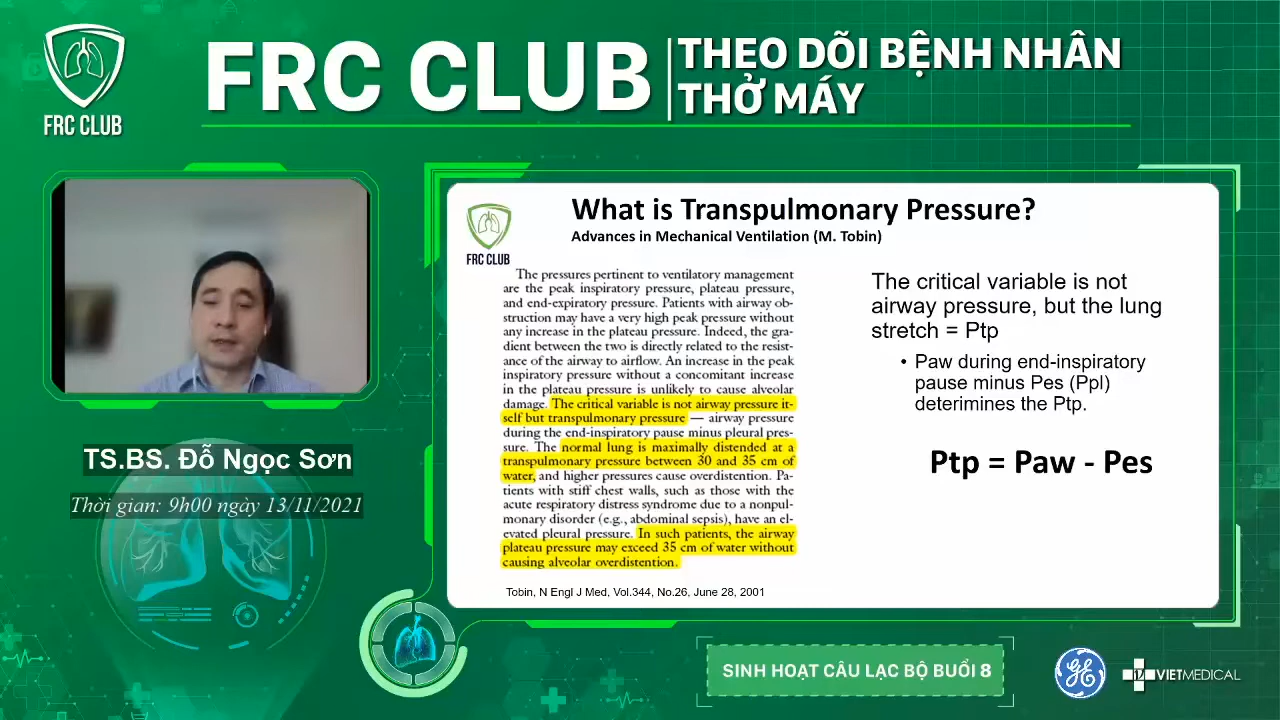 FRC CLUB
FRC CLUB
THEO DÕI BỆNH NHÂN
THỞ MÁY
TS.BS. Đỗ Ngọc Sơn
Thời gian: 9h00 ngày 13/11/2021
FRC CLUB
What is Transpulmonary Pressure?
Advances in Mechanical Ventilation (M. Tobin)
The pressures pertinent to ventilatory management
are the peak inspiratory pressure, plateau pressure,
and end-expiratory pressure. Patients with airway ob-
struction may have a very high peak pressure without
any increase in the plateau pressure. Indeed, the gra-
dient between the two is directly related to the resist-
ance of the airway to airflow. An increase in the peak
inspiratory pressure without a concomitant increase
in the plateau pressure is unlikely to cause alveolar
damage. The critical variable is not airway pressure it-
self but transpulmonary pressure — airway pressure
during the end-inspiratory pause minus pleural pres-
sure. The normal lung is maximally distended at a
transpulmonary pressure between 30 and 35 cm of
water, and higher pressures cause overdistention. Pa-
tients with stiff chest walls, such as those with the
acute respiratory distress syndrome due to a nonpul-
monary disorder (e.g., abdominal sepsis), have an el-
evated pleural pressure. In such patients, the airway
plateau pressure may exceed 35 cm of water without
causing alveolar overdistention.
Tobin, N Engl J Med, Vol.344, No.26, June 28, 2001
The critical variable is not
airway pressure, but the lung
stretch = Ptp
• Paw during end-inspiratory
pause minus Pes (Ppl)
deterimines the Ptp.
Ptp = Paw - Pes
SINH HOẠT CÂU LẠC BỘ BUỔI 8
GE
VIETMEDICAL